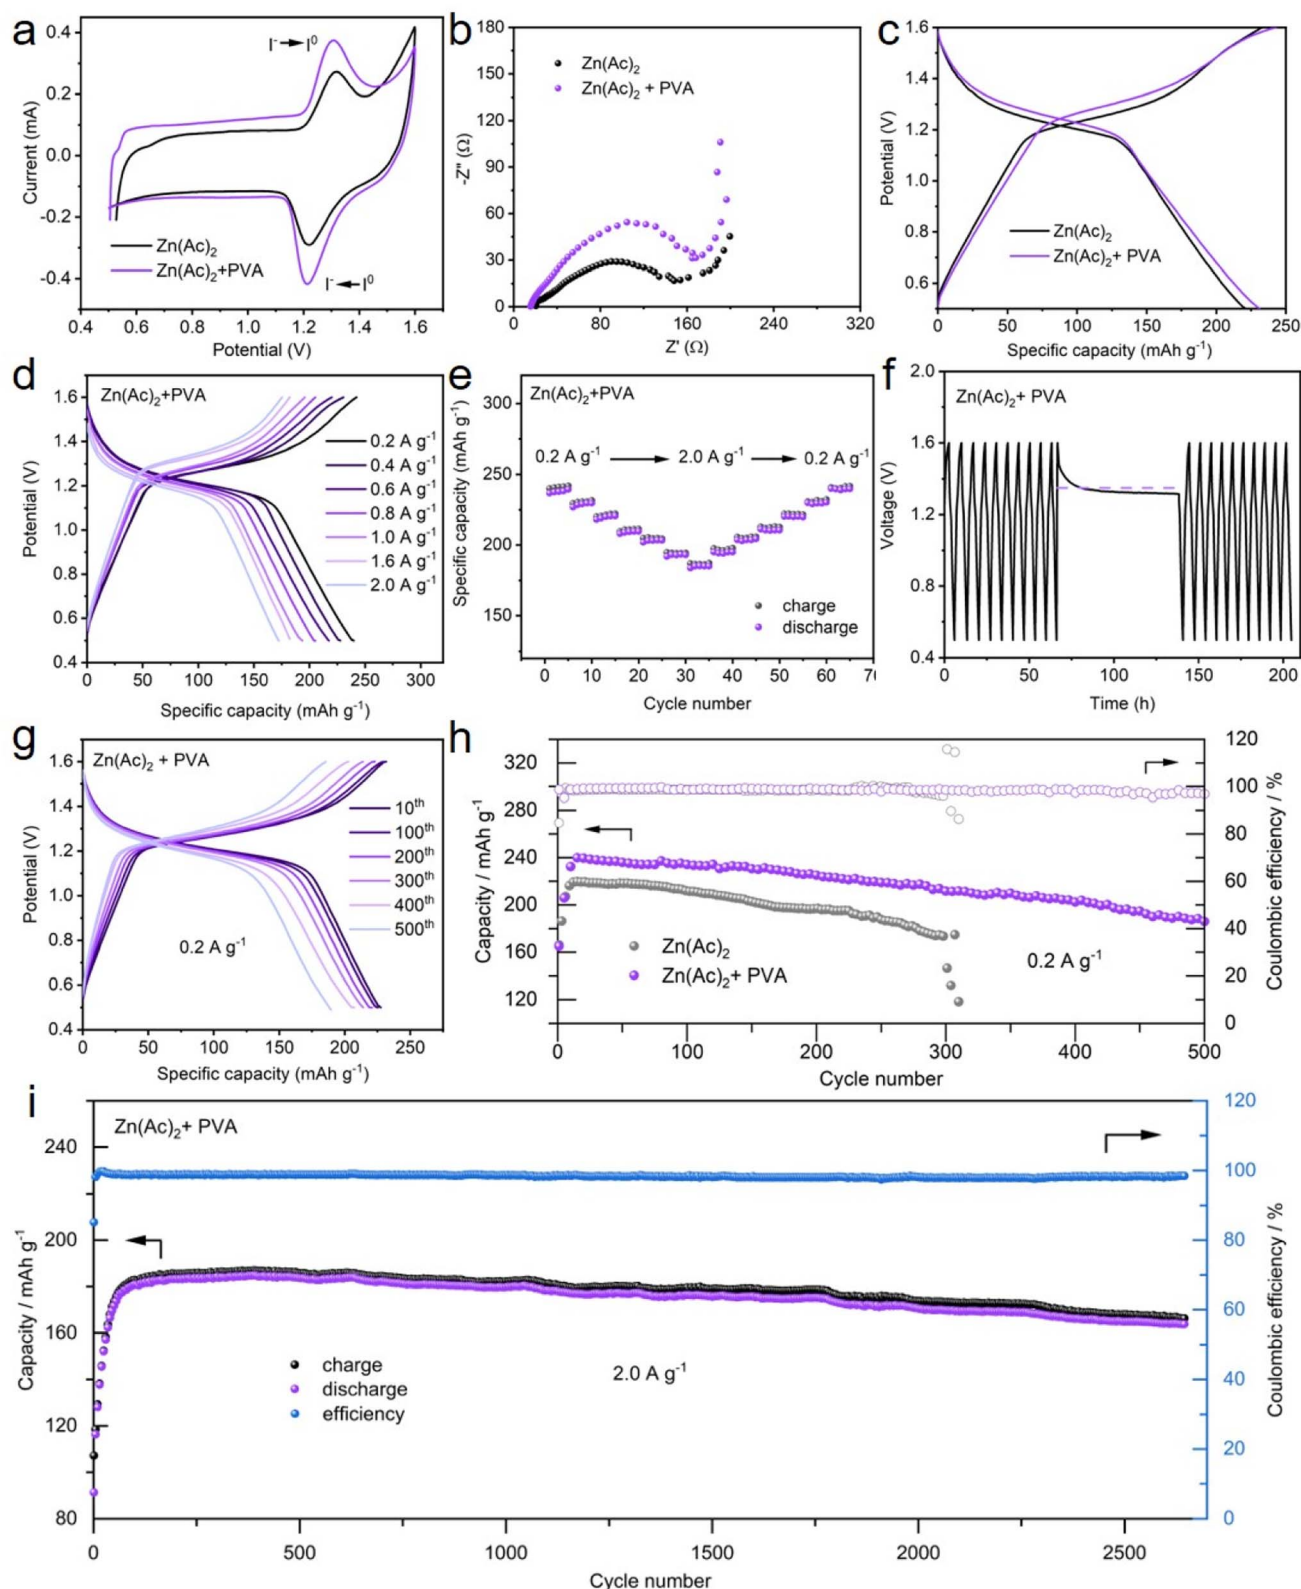 a
0.4
0.2
0.0
-0.2
-0.4
Current (mA)
I⁻ → I⁰
Zn(Ac)₂
Zn(Ac)₂+PVA
I⁻ ← I⁰
0.4 0.8 1.2 1.6
Potential (V)
b
180
150
120
90
60
30
0
-Z'' (Ω)
Zn(Ac)₂
Zn(Ac)₂ + PVA
0 80 160 240 320
Z' (Ω)
c
1.6
1.2
0.8
Potential (V)
Zn(Ac)₂
Zn(Ac)₂+ PVA
0 50 100 150 200 250
Specific capacity (mAh g⁻¹)
d
1.6
1.4
1.2
1.0
0.8
0.6
0.4
Potential (V)
Zn(Ac)₂+PVA
0.2 A g⁻¹
0.4 A g⁻¹
0.6 A g⁻¹
0.8 A g⁻¹
1.0 A g⁻¹
1.6 A g⁻¹
2.0 A g⁻¹
0 50 100 150 200 250 300
Specific capacity (mAh g⁻¹)
e
300
250
200
150
Specific capacity (mAh g⁻¹)
Zn(Ac)₂+PVA
0.2 A g⁻¹ → 2.0 A g⁻¹ → 0.2 A g⁻¹
charge
discharge
0 10 20 30 40 50 60 70
Cycle number
f
2.0
1.6
1.2
0.8
0.4
Voltage (V)
Zn(Ac)₂+ PVA
0 50 100 150 200
Time (h)
g
1.6
1.4
1.2
1.0
0.8
0.6
0.4
Potential (V)
Zn(Ac)₂ + PVA
10ᵗʰ
100ᵗʰ
200ᵗʰ
300ᵗʰ
400ᵗʰ
500ᵗʰ
0.2 A g⁻¹
0 50 100 150 200 250
Specific capacity (mAh g⁻¹)
h
320
280
240
200
160
120
Capacity / mAh g⁻¹
Zn(Ac)₂
Zn(Ac)₂+ PVA
0.2 A g⁻¹
120
100
80
60
40
20
0
Coulombic efficiency / %
0 100 200 300 400 500
Cycle number
i
240
200
160
120
80
Capacity / mAh g⁻¹
Zn(Ac)₂+ PVA
charge
discharge
efficiency
2.0 A g⁻¹
120
100
80
60
40
20
0
Coulombic efficiency / %
0 500 1000 1500 2000 2500
Cycle number